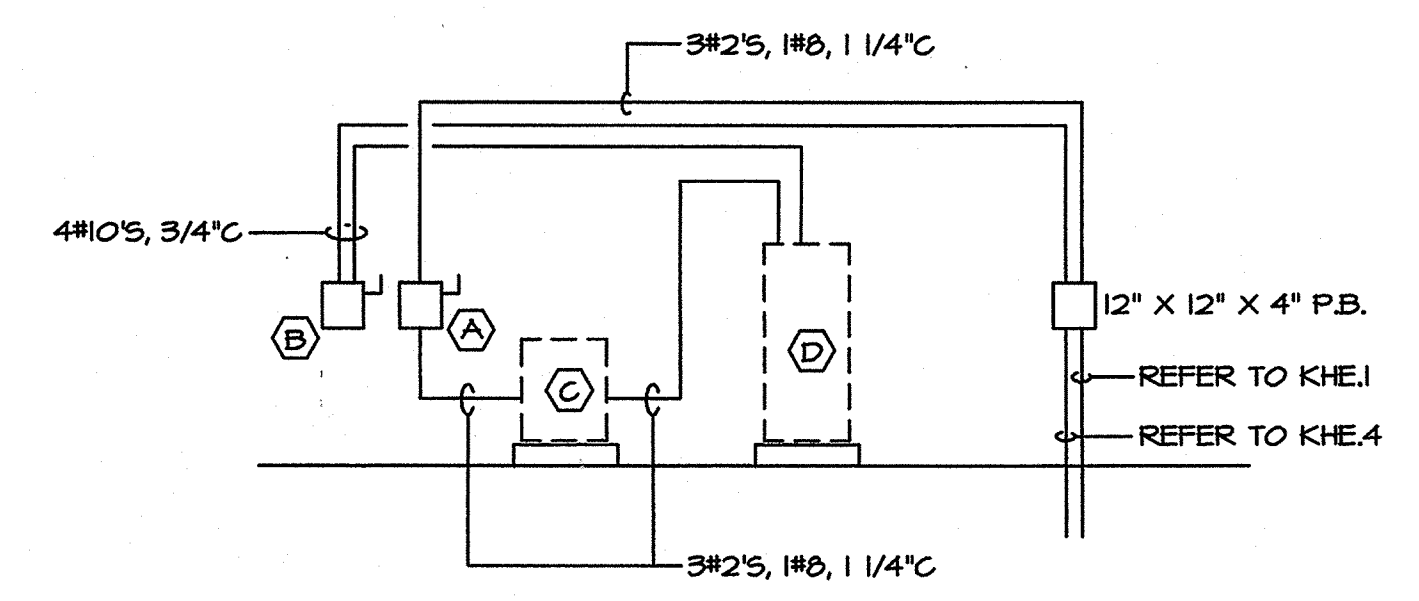 3#2'S, 1#8, 1 1/4"C
4#10'S, 3/4"C
B
A
12" X 12" X 4" P.B.
D
C
REFER TO KHE.1
REFER TO KHE.4
3#2'S, 1#8, 1 1/4"C